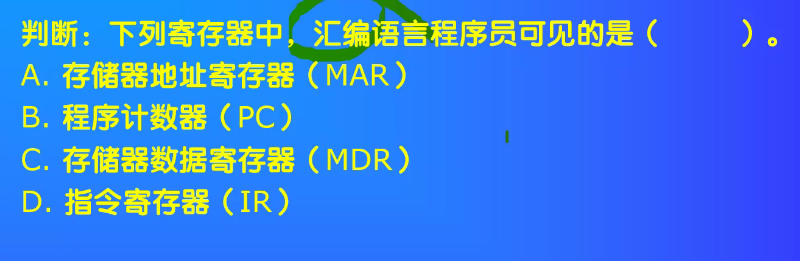 判断：下列寄存器中，汇编语言程序员可见的是（　　）。
A. 存储器地址寄存器（MAR）
B. 程序计数器（PC）
C. 存储器数据寄存器（MDR）
D. 指令寄存器（IR）